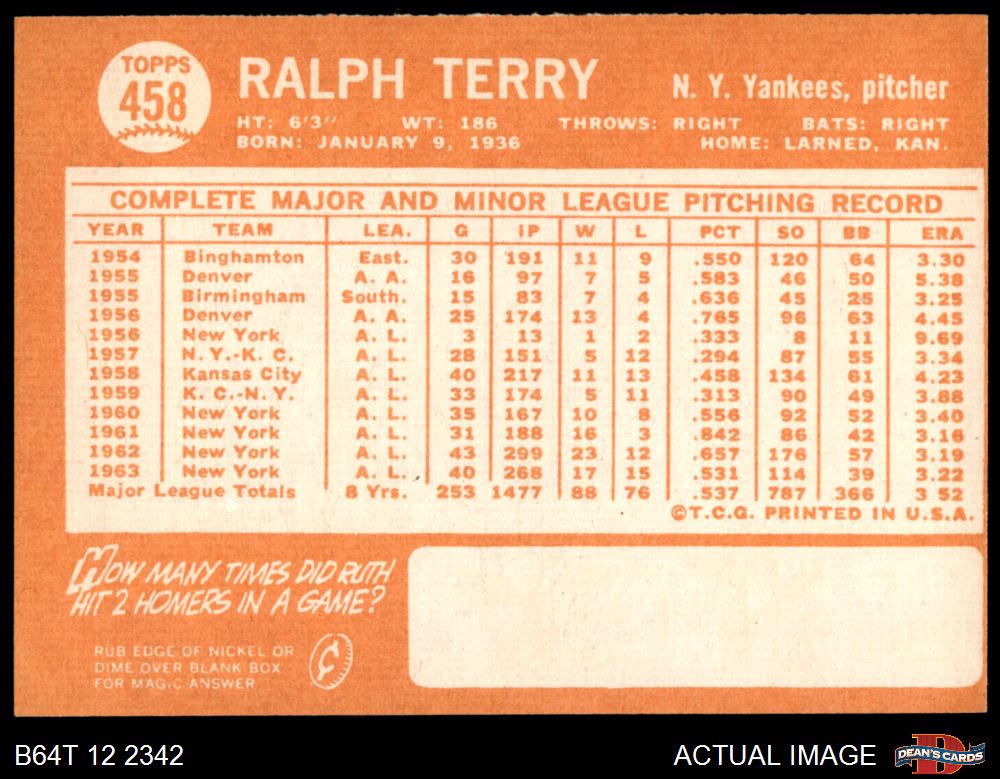 TOPPS
458
RALPH TERRY
N. Y. Yankees, pitcher
HT: 6'3" WT: 186 THROWS: RIGHT BATS: RIGHT
BORN: JANUARY 9, 1936 HOME: LARNED, KAN.
COMPLETE MAJOR AND MINOR LEAGUE PITCHING RECORD
YEAR TEAM LEA. G IP W L PCT SO BB ERA
1954 Binghamton East. 30 191 11 9 .550 120 64 3.30
1955 Denver A. A. 16 97 7 5 .583 46 50 5.38
1955 Birmingham South. 15 83 7 4 .636 45 25 3.25
1956 Denver A. A. 25 174 13 4 .765 96 63 4.45
1956 New York A. L. 3 13 1 2 .333 8 11 9.69
1957 N. Y.-K. C. A. L. 28 151 5 12 .294 87 55 3.34
1958 Kansas City A. L. 40 217 11 13 .458 134 61 4.23
1959 K. C.-N. Y. A. L. 33 174 5 11 .313 90 49 3.88
1960 New York A. L. 35 167 10 8 .556 92 52 3.40
1961 New York A. L. 31 188 16 3 .842 86 42 3.16
1962 New York A. L. 43 299 23 12 .657 176 57 3.19
1963 New York A. L. 40 268 17 15 .531 114 39 3.22
Major League Totals 8 Yrs. 253 1477 88 76 .537 787 366 3 52
©T.C.G. PRINTED IN U.S.A.
HOW MANY TIMES DID RUTH
HIT 2 HOMERS IN A GAME?
RUB EDGE OF NICKEL OR
DIME OVER BLANK BOX
FOR MAGIC ANSWER
¢
B64T 12 2342
ACTUAL IMAGE
DEAN'S CARDS